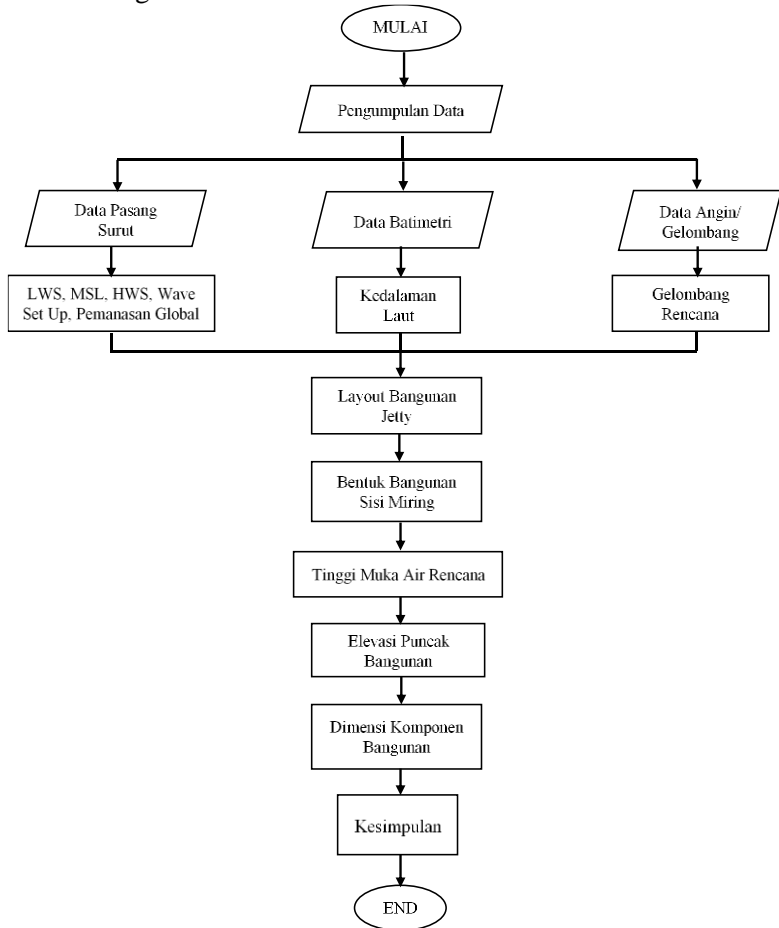 MULAI
Pengumpulan Data
Data Pasang
Surut
Data Batimetri
Data Angin/
Gelombang
LWS, MSL, HWS, Wave
Set Up, Pemanasan Global
Kedalaman
Laut
Gelombang
Rencana
Layout Bangunan
Jetty
Bentuk Bangunan
Sisi Miring
Tinggi Muka Air Rencana
Elevasi Puncak
Bangunan
Dimensi Komponen
Bangunan
Kesimpulan
END